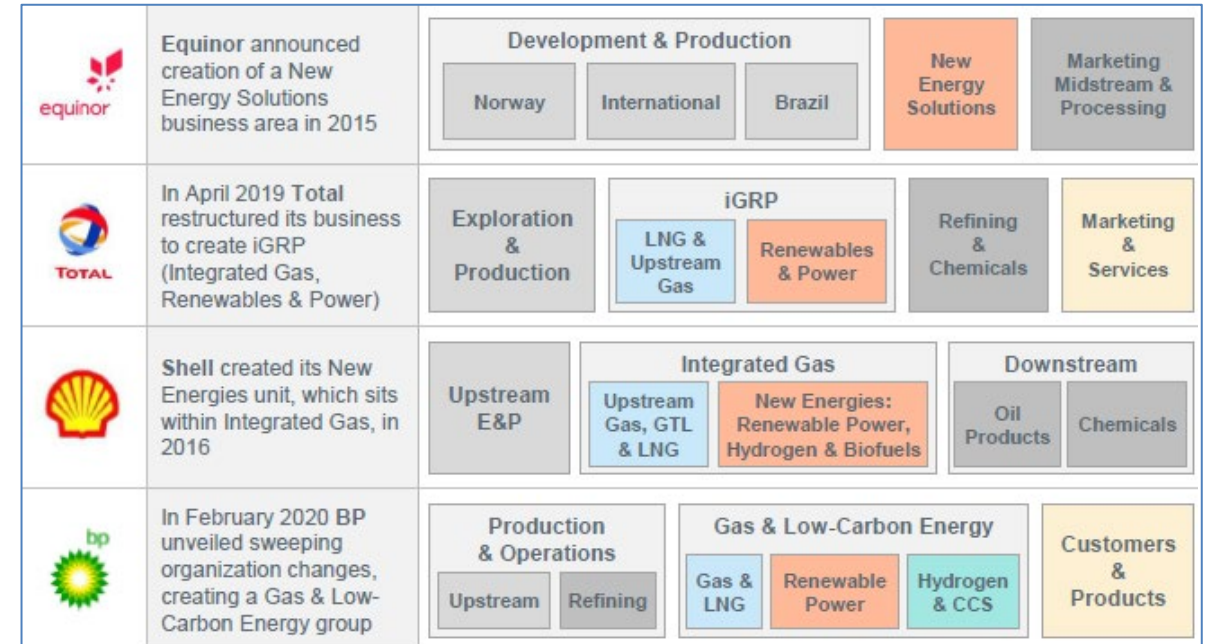 equinor
Equinor announced
creation of a New
Energy Solutions
business area in 2015
Development & Production
Norway
International
Brazil
New
Energy
Solutions
Marketing
Midstream &
Processing
TOTAL
In April 2019 Total
restructured its business
to create iGRP
(Integrated Gas,
Renewables & Power)
Exploration
&
Production
iGRP
LNG &
Upstream
Gas
Renewables
& Power
Refining
&
Chemicals
Marketing
&
Services
Shell created its New
Energies unit, which sits
within Integrated Gas, in
2016
Upstream
E&P
Integrated Gas
Upstream
Gas, GTL
& LNG
New Energies:
Renewable Power,
Hydrogen & Biofuels
Downstream
Oil
Products
Chemicals
bp
In February 2020 BP
unveiled sweeping
organization changes,
creating a Gas & Low-
Carbon Energy group
Production
& Operations
Upstream
Refining
Gas & Low-Carbon Energy
Gas &
LNG
Renewable
Power
Hydrogen
& CCS
Customers
&
Products